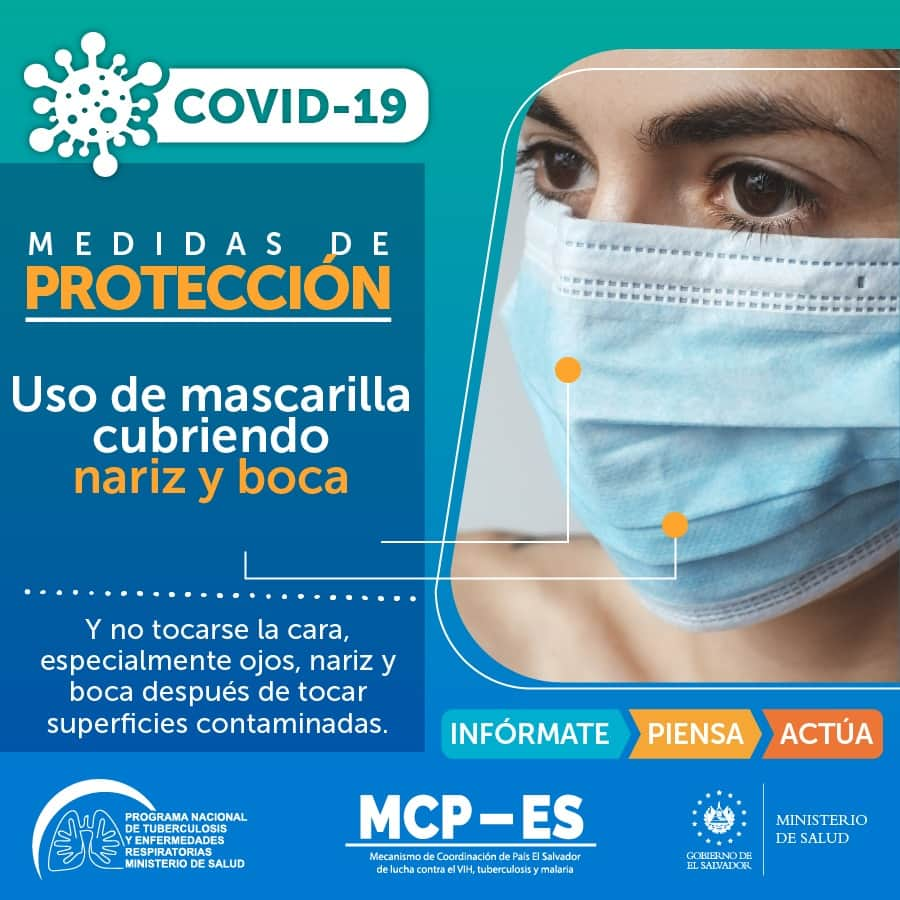 COVID-19
MEDIDAS DE
PROTECCIÓN
Uso de mascarilla
cubriendo
nariz y boca
Y no tocarse la cara,
especialmente ojos, nariz y
boca después de tocar
superficies contaminadas.
INFÓRMATE PIENSA ACTÚA
PROGRAMA NACIONAL
DE TUBERCULOSIS
Y ENFERMEDADES
RESPIRATORIAS
MINISTERIO DE SALUD
MCP-ES
Mecanismo de Coordinación de País El Salvador
de lucha contra el VIH, tuberculosis y malaria
GOBIERNO DE
EL SALVADOR
MINISTERIO
DE SALUD